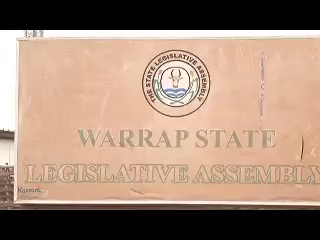 THE STATE LEGISLATIVE ASSEMBLY
WARRAP STATE
LEGISLATIVE ASSEMBLY